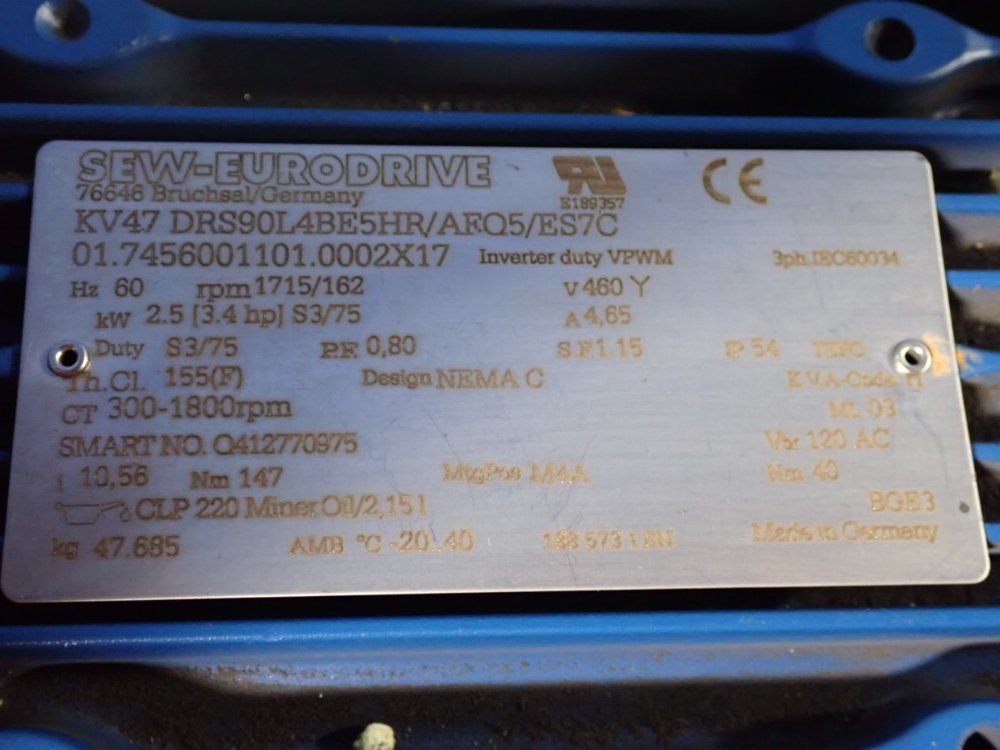 SEW-EURODRIVE
76646 Bruchsal/Germany
E189357
CE
KV47 DRS90L4BE5HR/AFQ5/ES7C
01.7456001101.0002X17 Inverter duty VPWM 3ph.IEC60034
Hz 60 rpm 1715/162 V 460 Y
kW 2.5 [3.4 hp] S3/75 A 4,65
Duty S3/75 P.F. 0,80 S.F. 1.15 IP 54 TEFC
Th.Cl. 155(F) Design NEMA C K.V.A-Code H
CT 300-1800rpm ML 03
SMART NO. Q412770975 Vbr 120 AC
i 10,56 Nm 147 MtgPos M4A Nm 40
CLP 220 Miner.Oil/2,15 l BGE3
kg 47.685 AMB °C -20..40 188 573 1 EN Made in Germany